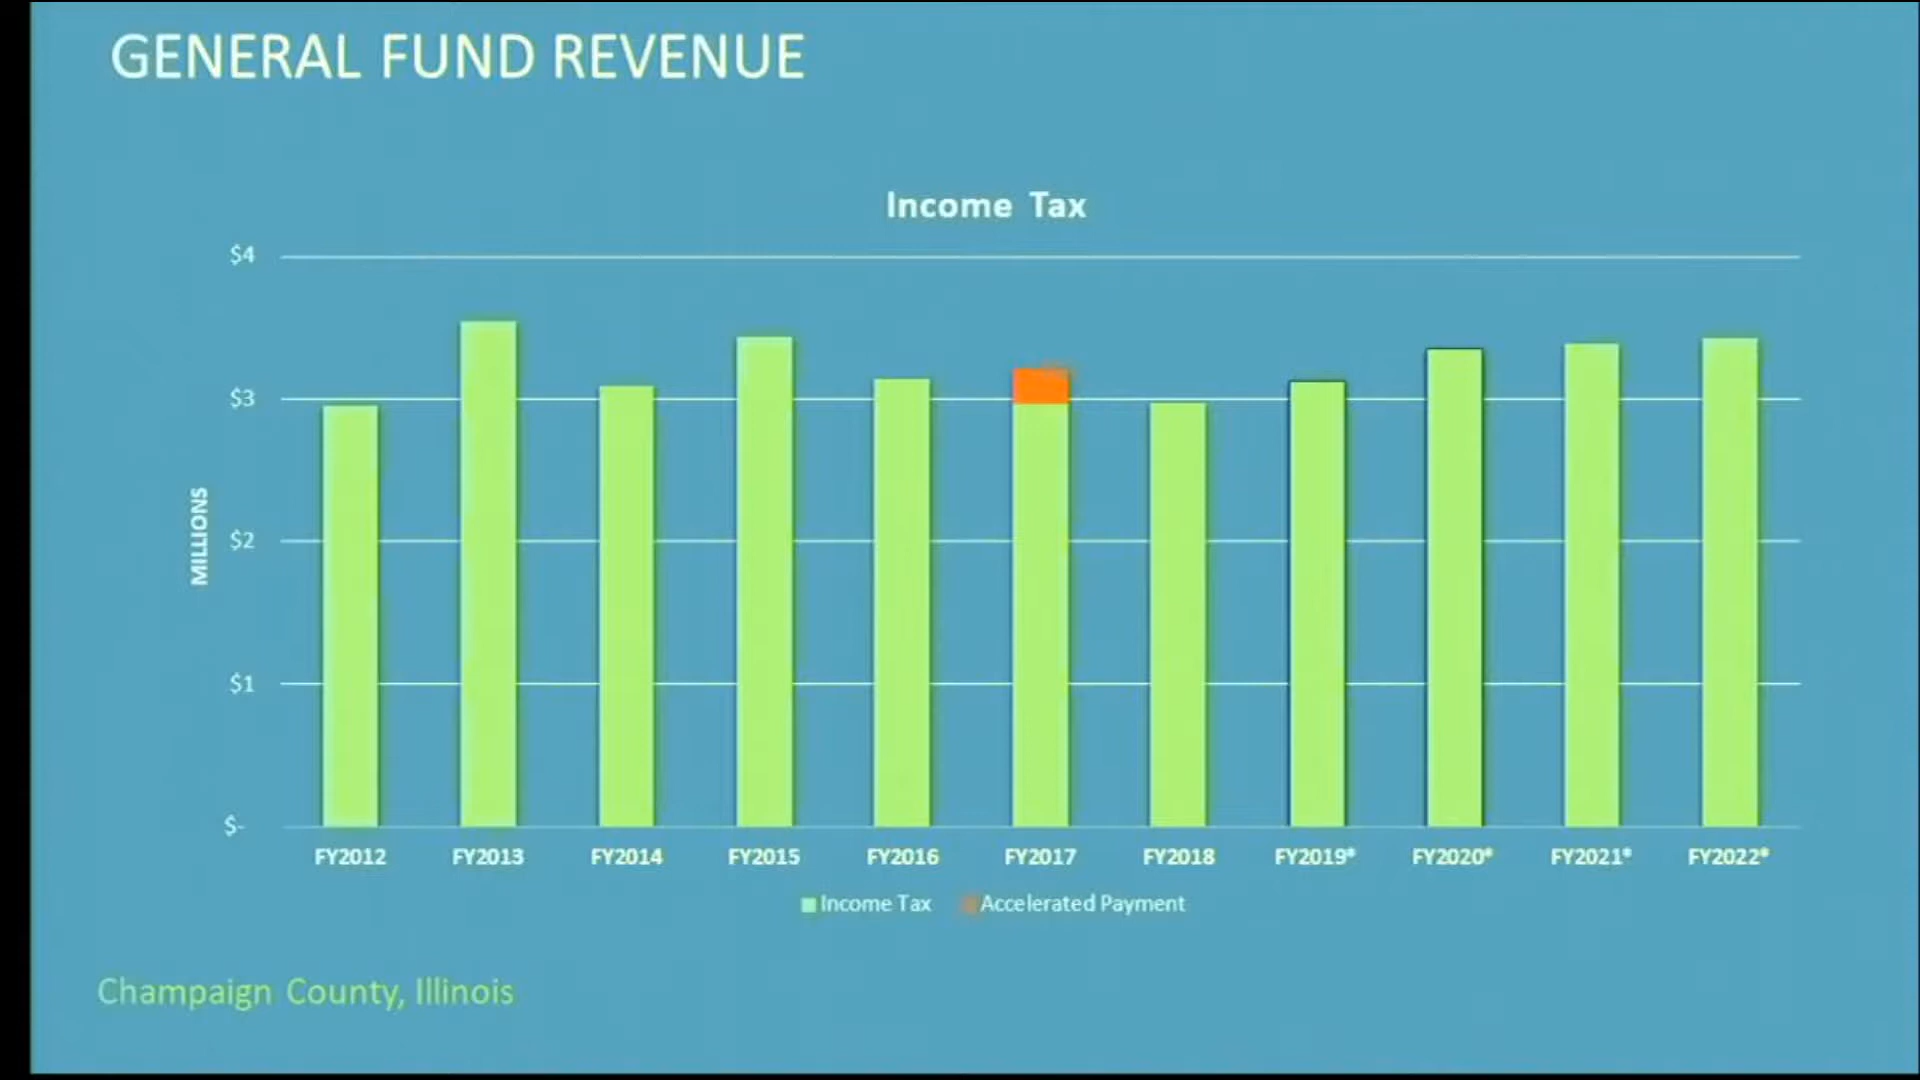 GENERAL FUND REVENUE
Income Tax
$4
$3
$2
$1
$-
MILLIONS
FY2012 FY2013 FY2014 FY2015 FY2016 FY2017 FY2018 FY2019* FY2020* FY2021* FY2022*
Income Tax Accelerated Payment
Champaign County, Illinois